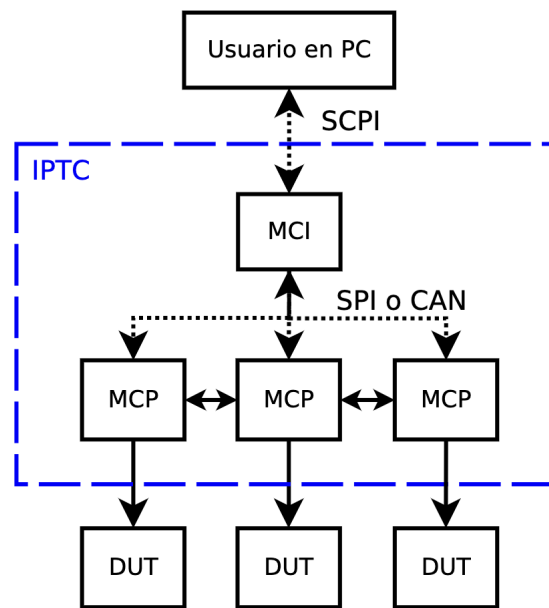 Usuario en PC
SCPI
IPTC
MCI
SPI o CAN
MCP MCP MCP
DUT DUT DUT